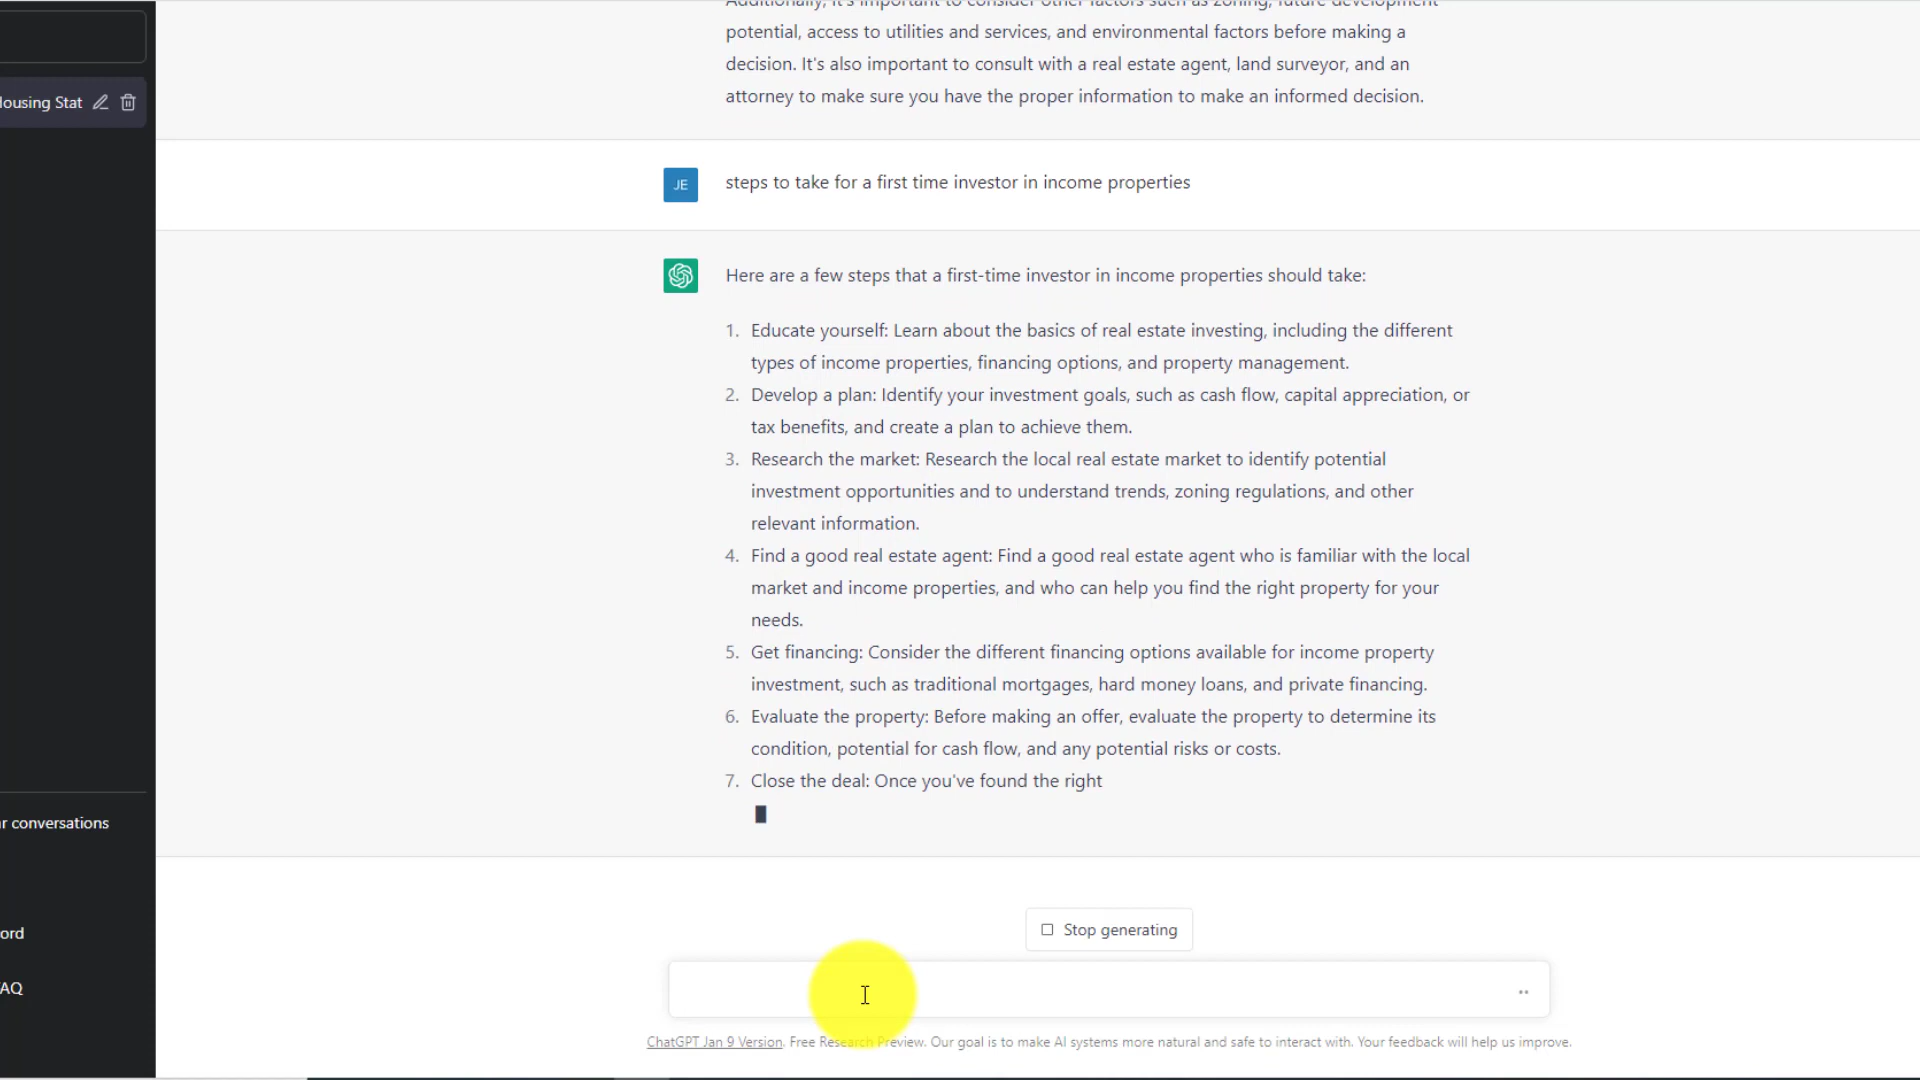 Additionally, it's important to consider other factors such as zoning, future development
potential, access to utilities and services, and environmental factors before making a
decision. It's also important to consult with a real estate agent, land surveyor, and an
attorney to make sure you have the proper information to make an informed decision.
Housing Stat
JE
steps to take for a first time investor in income properties
Here are a few steps that a first-time investor in income properties should take:
1. Educate yourself: Learn about the basics of real estate investing, including the different
types of income properties, financing options, and property management.
2. Develop a plan: Identify your investment goals, such as cash flow, capital appreciation, or
tax benefits, and create a plan to achieve them.
3. Research the market: Research the local real estate market to identify potential
investment opportunities and to understand trends, zoning regulations, and other
relevant information.
4. Find a good real estate agent: Find a good real estate agent who is familiar with the local
market and income properties, and who can help you find the right property for your
needs.
5. Get financing: Consider the different financing options available for income property
investment, such as traditional mortgages, hard money loans, and private financing.
6. Evaluate the property: Before making an offer, evaluate the property to determine its
condition, potential for cash flow, and any potential risks or costs.
7. Close the deal: Once you've found the right
r conversations
ord
AQ
Stop generating
ChatGPT Jan 9 Version. Free Research Preview. Our goal is to make AI systems more natural and safe to interact with. Your feedback will help us improve.